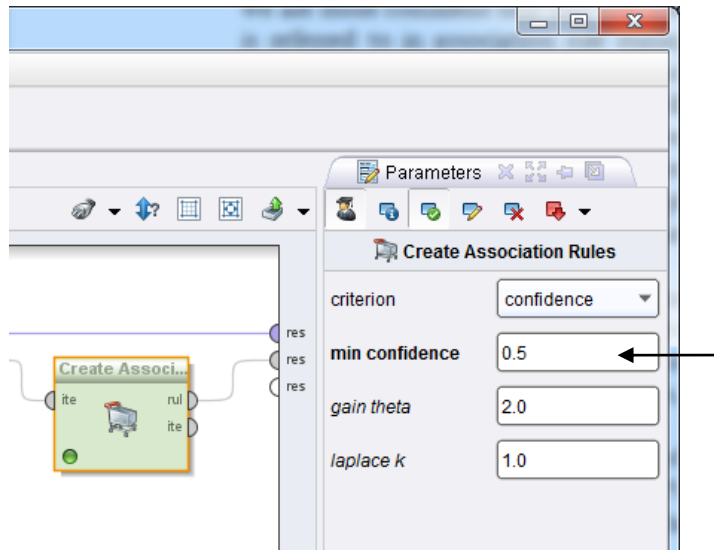 Parameters
Create Association Rules
criterion
confidence
res
res
min confidence
0.5
Create Associ...
res
ite
rul
gain theta
2.0
ite
laplace k
1.0